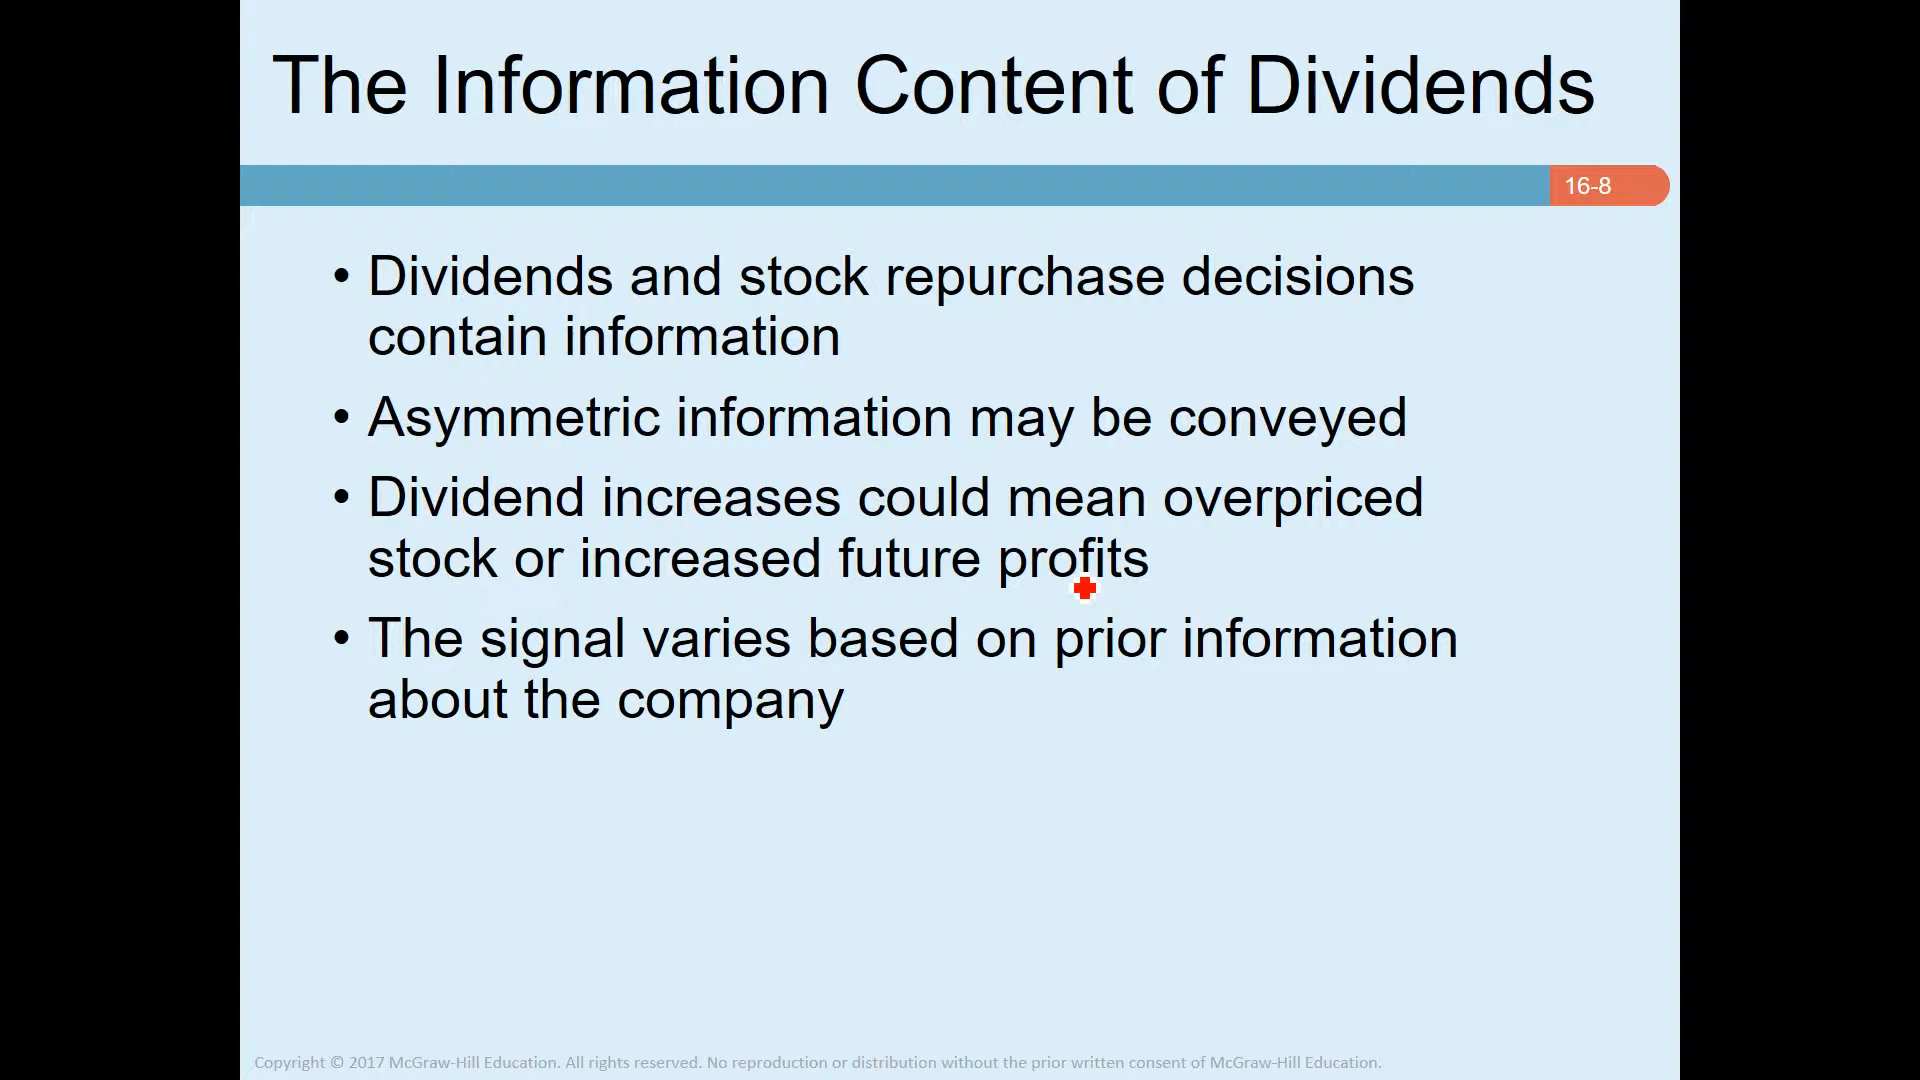 The Information Content of Dividends
16-8
• Dividends and stock repurchase decisions
contain information
• Asymmetric information may be conveyed
• Dividend increases could mean overpriced
stock or increased future profits
• The signal varies based on prior information
about the company
Copyright © 2017 McGraw-Hill Education. All rights reserved. No reproduction or distribution without the prior written consent of McGraw-Hill Education.